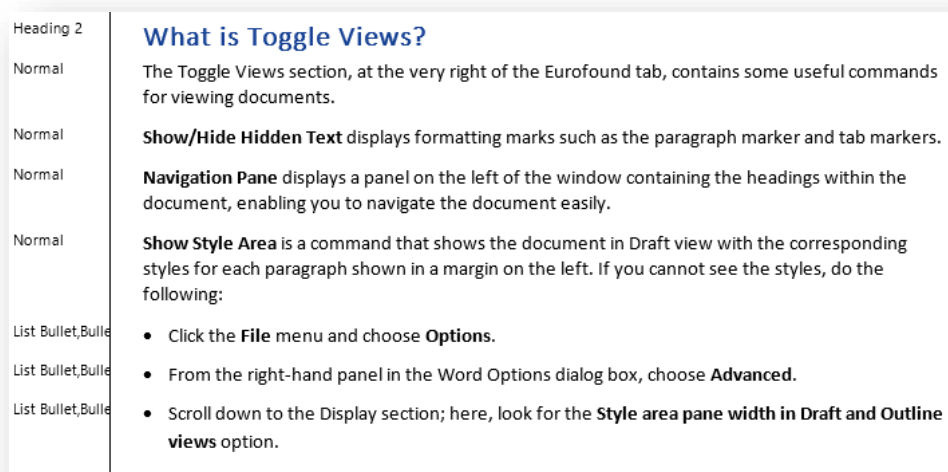 Heading 2
What is Toggle Views?
Normal
The Toggle Views section, at the very right of the Eurofound tab, contains some useful commands
for viewing documents.
Normal
Show/Hide Hidden Text displays formatting marks such as the paragraph marker and tab markers.
Normal
Navigation Pane displays a panel on the left of the window containing the headings within the
document, enabling you to navigate the document easily.
Normal
Show Style Area is a command that shows the document in Draft view with the corresponding
styles for each paragraph shown in a margin on the left. If you cannot see the styles, do the
following:
List Bullet,Bulle
• Click the File menu and choose Options.
List Bullet,Bulle
• From the right-hand panel in the Word Options dialog box, choose Advanced.
List Bullet,Bulle
• Scroll down to the Display section; here, look for the Style area pane width in Draft and Outline
views option.